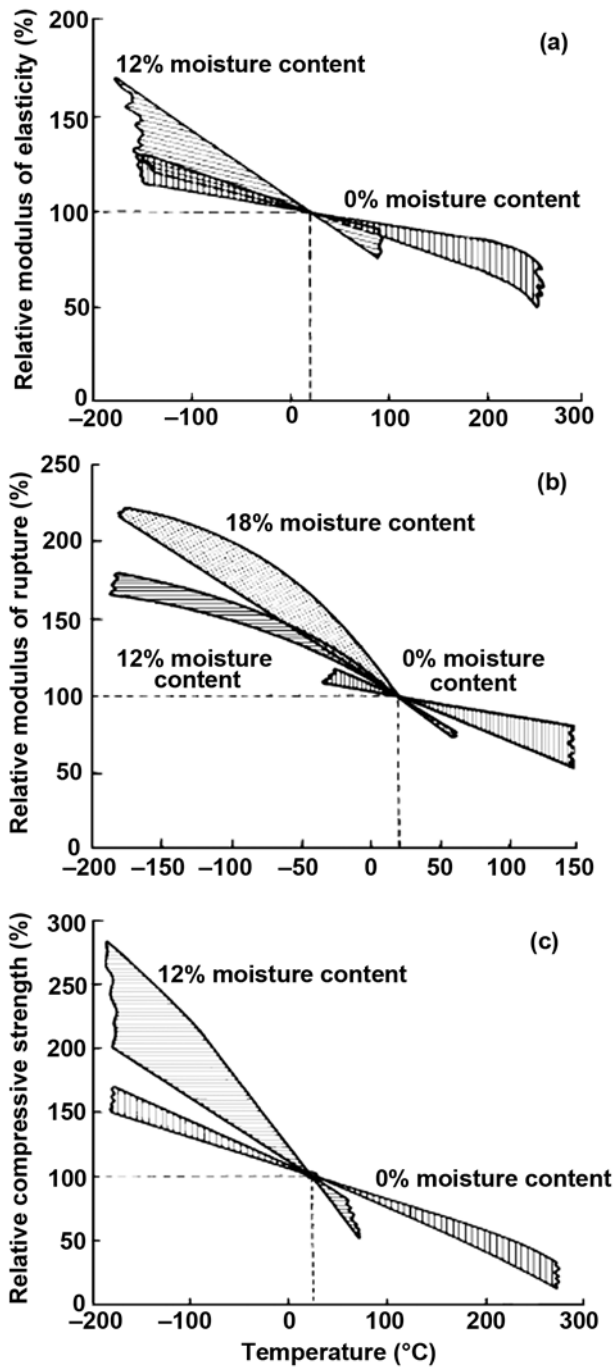 (a)
Relative modulus of elasticity (%)
200
150
100
50
0
12% moisture content
0% moisture content
–200
–100
0
100
200
300
(b)
Relative modulus of rupture (%)
250
200
150
100
50
0
18% moisture content
12% moisture
content
0% moisture
content
–200
–150
–100
–50
0
50
100
150
(c)
Relative compressive strength (%)
300
250
200
150
100
50
0
12% moisture content
0% moisture content
–200
–100
0
100
200
300
Temperature (°C)